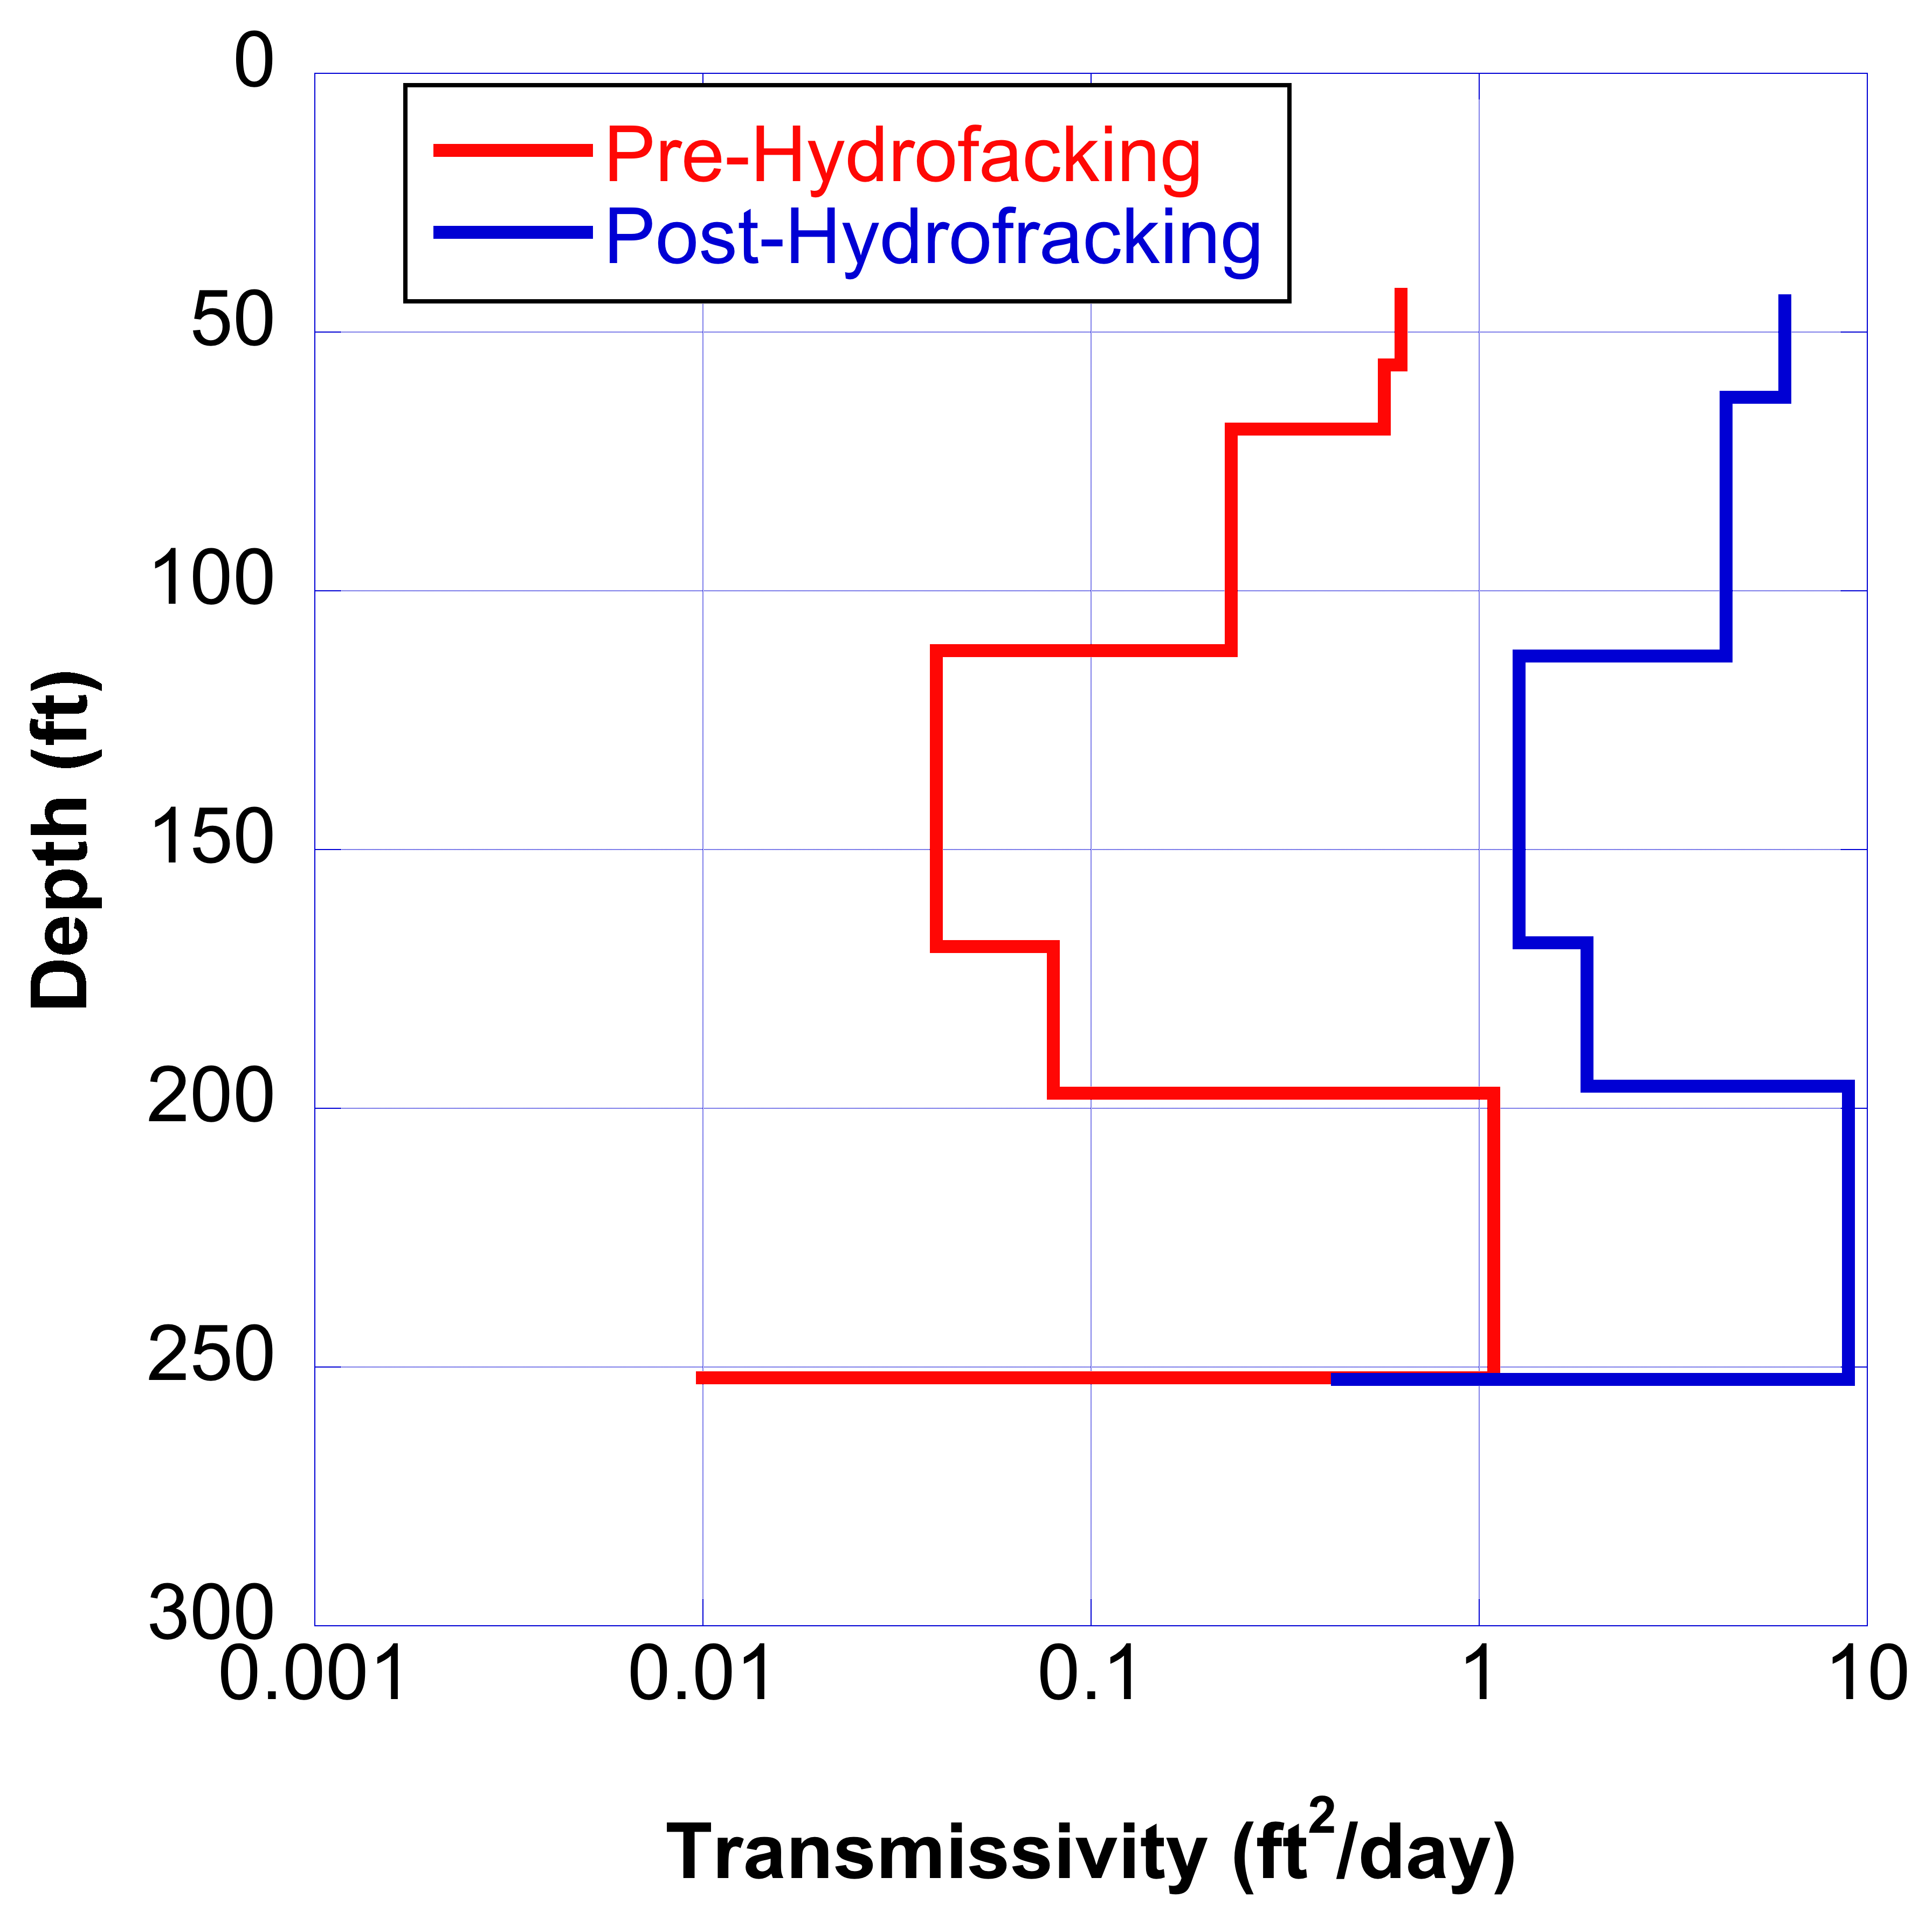 0
Pre-Hydrofacking
Post-Hydrofracking
50
100
150
200
250
300
Depth (ft)
0.001 0.01 0.1 1 10
Transmissivity (ft²/day)